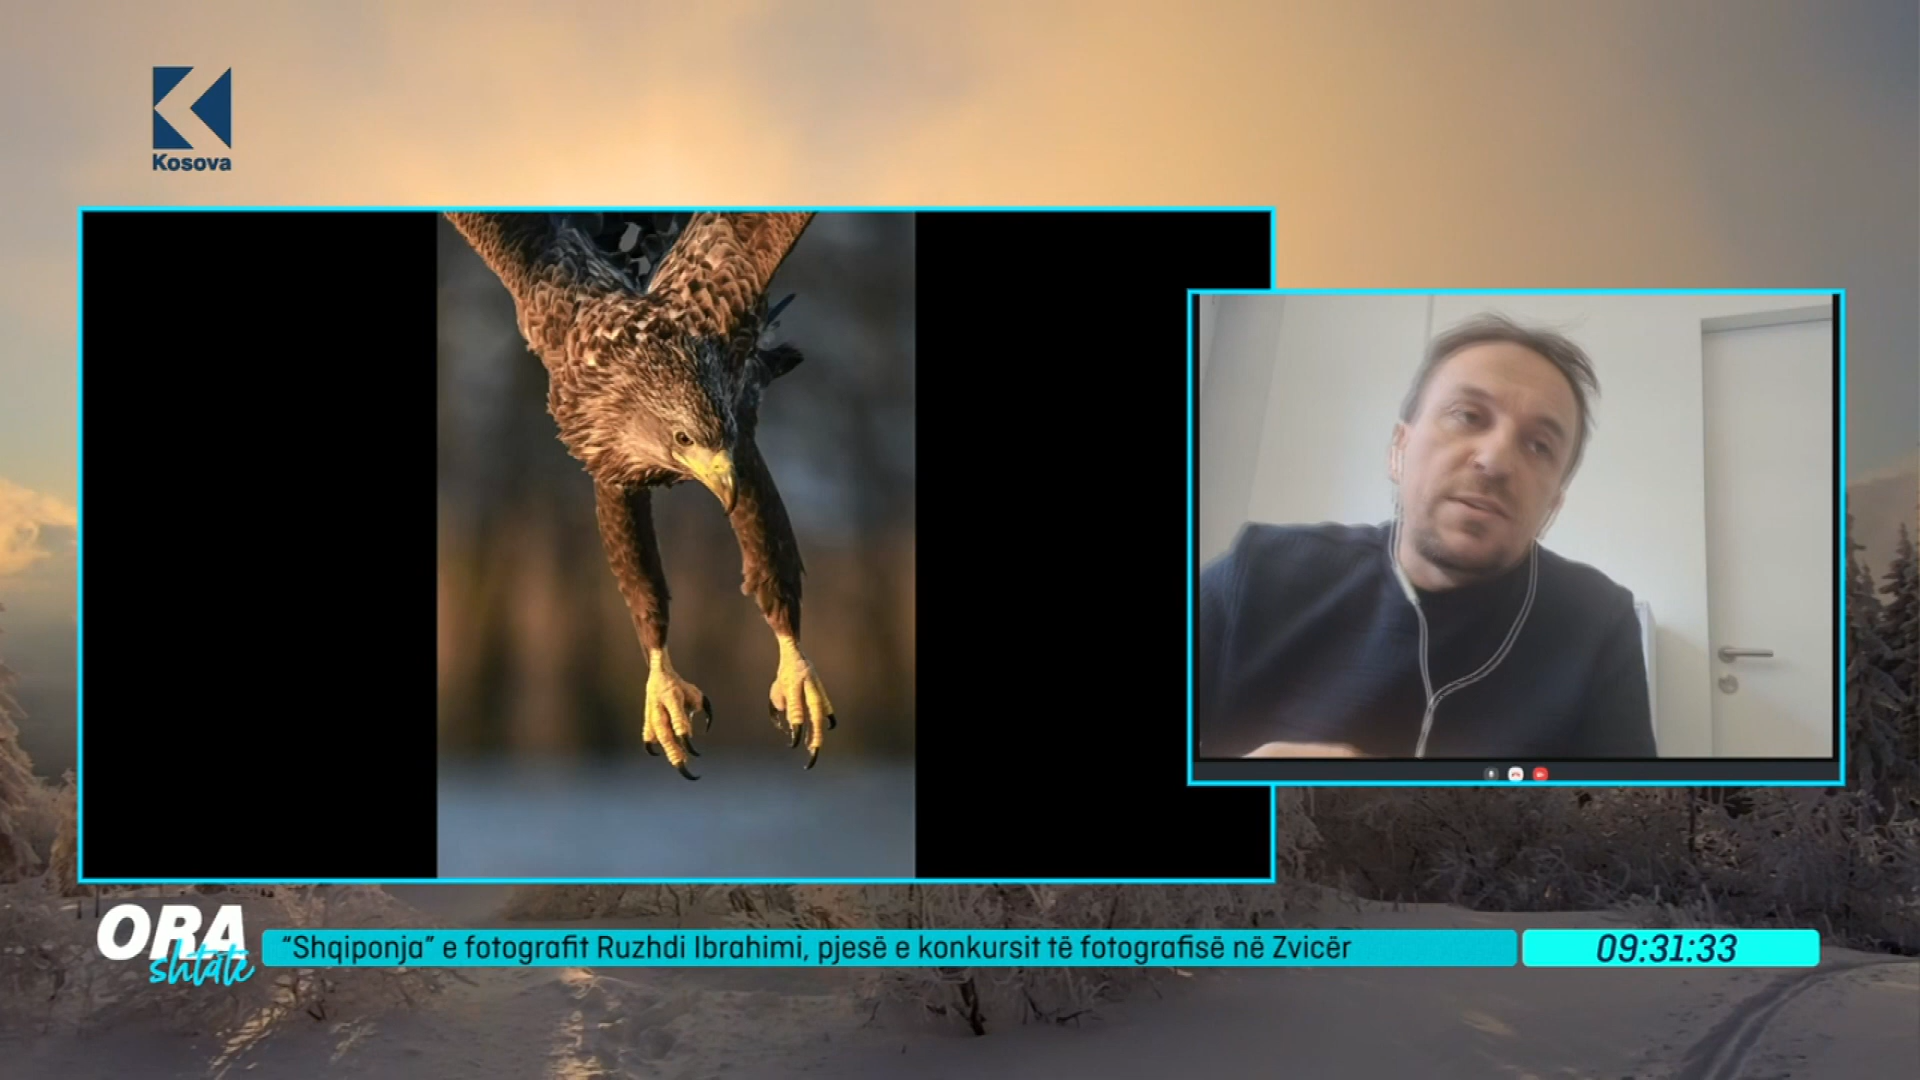 Kosova
ORA
shtatë
“Shqiponja” e fotografit Ruzhdi Ibrahimi, pjesë e konkursit të fotografisë në Zvicër
09:31:33